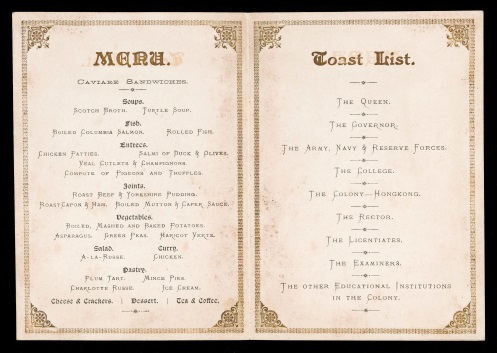 MENU.
CAVIARE SANDWICHES.
Soups.
SCOTCH BROTH. TURTLE SOUP.
Fish.
BOILED COLUMBIA SALMON. ROLLED FISH.
Entrees.
CHICKEN PATTIES. SALMI OF DUCK & OLIVES.
VEAL CUTLETS & CHAMPIGNONS.
COMPUTE OF PIGEONS AND TRUFFLES.
Joints.
ROAST BEEF & YORKSHIRE PUDDING.
ROAST CAPON & HAM. BOILED MUTTON & CAPER SAUCE.
Vegetables.
BOILED, MASHED AND BAKED POTATOES.
ASPERAGUS. GREEN PEAS. HARICOT VERTS.
Salad. Curry.
A-LA-RUSSE. CHICKEN.
Pastry.
PLUM TART. MINCE PIES.
CHARLOTTE RUSSE. ICE CREAM.
Cheese & Crackers. | Dessert. | Tea & Coffee.
Toast List.
THE QUEEN.
THE GOVERNOR.
THE ARMY, NAVY & RESERVE FORCES.
THE COLLEGE.
THE COLONY—HONGKONG.
THE RECTOR.
THE LICENTIATES.
THE EXAMINERS.
THE OTHER EDUCATIONAL INSTITUTIONS
IN THE COLONY.